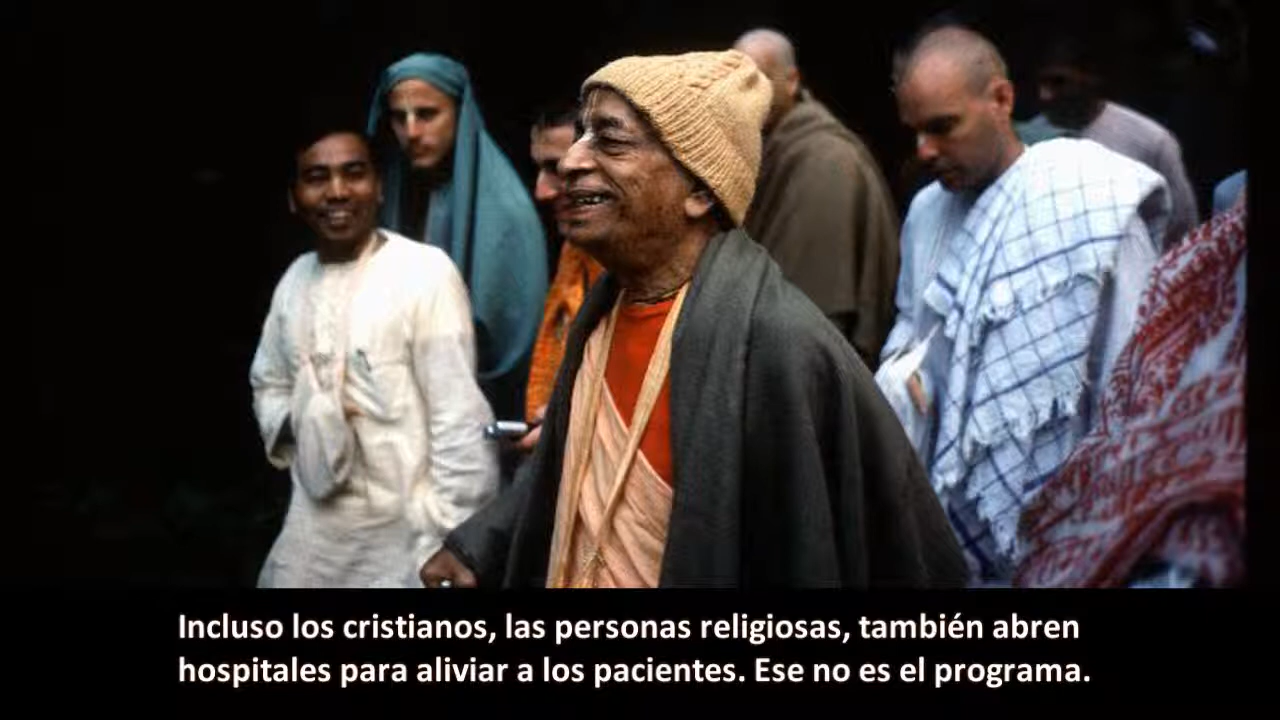 Incluso los cristianos, las personas religiosas, también abren
hospitales para aliviar a los pacientes. Ese no es el programa.